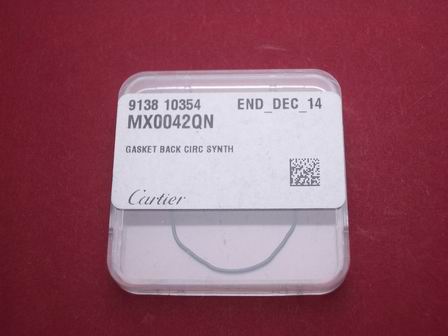 9138 10354 END_DEC_14
MX0042QN
GASKET BACK CIRC SYNTH
Cartier